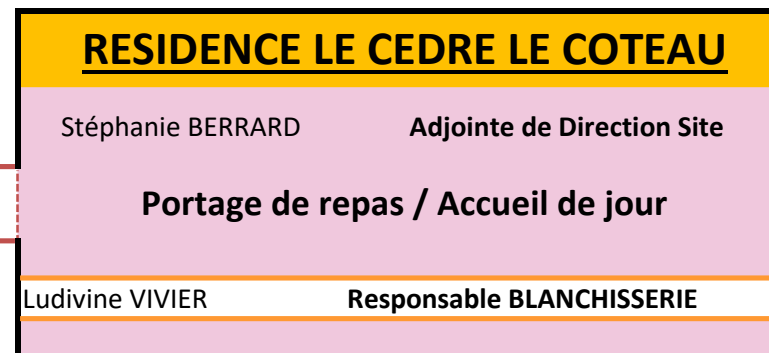 RESIDENCE LE CEDRE LE COTEAU
Stéphanie BERRARD Adjointe de Direction Site
Portage de repas / Accueil de jour
Ludivine VIVIER Responsable BLANCHISSERIE